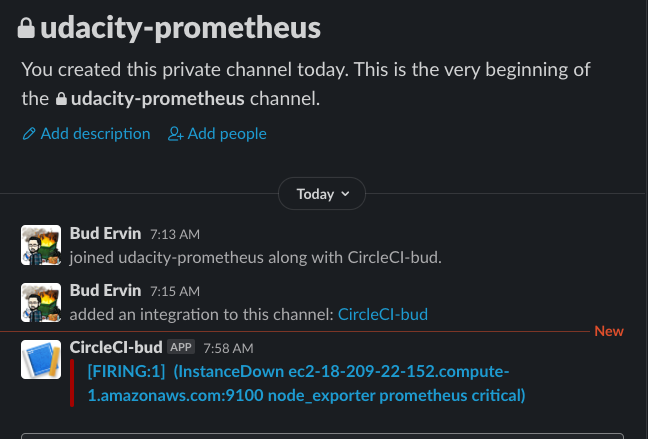 udacity-prometheus
You created this private channel today. This is the very beginning of
the udacity-prometheus channel.
Add description Add people
Today
Bud Ervin 7:13 AM
joined udacity-prometheus along with CircleCI-bud.
Bud Ervin 7:15 AM
added an integration to this channel: CircleCI-bud
New
CircleCI-bud APP 7:58 AM
[FIRING:1] (InstanceDown ec2-18-209-22-152.compute-
1.amazonaws.com:9100 node_exporter prometheus critical)